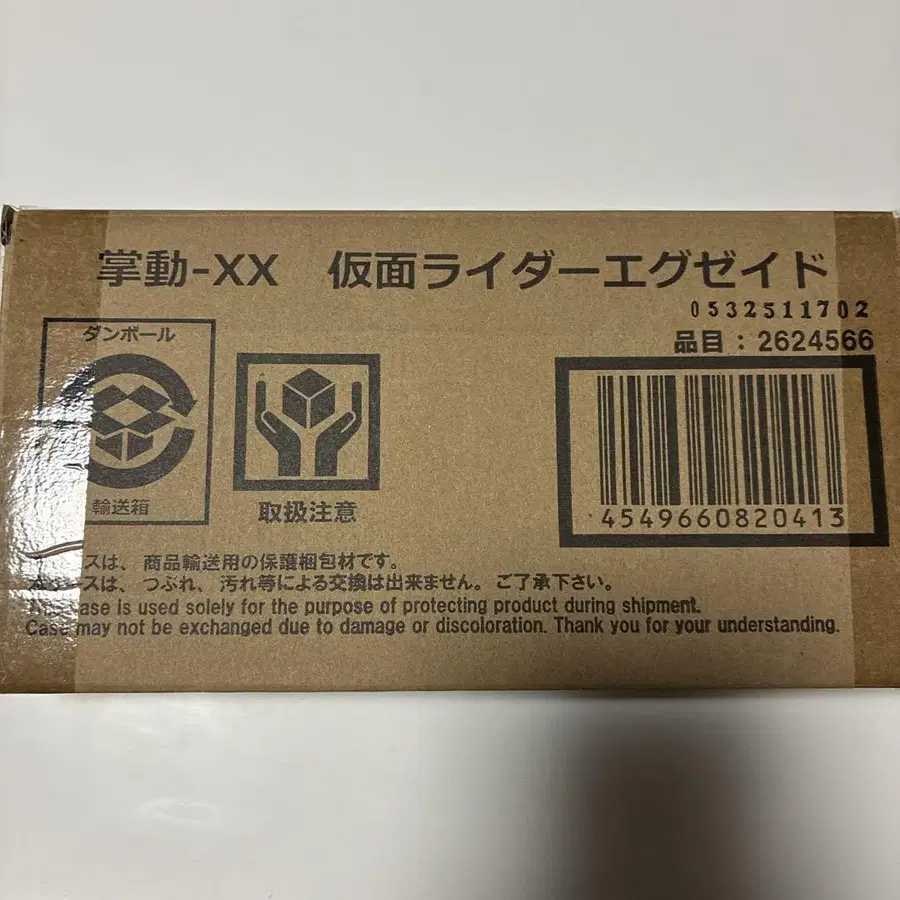 掌動-XX 仮面ライダーエグゼイド
0532511702
品目：2624566
ダンボール
輸送箱
取扱注意
4549660820413
スは、商品輸送用の保護梱包材です。
ースは、つぶれ、汚れ等による交換は出来ません。ご了承下さい。
case is used solely for the purpose of protecting product during shipment.
Case may not be exchanged due to damage or discoloration. Thank you for your understanding.